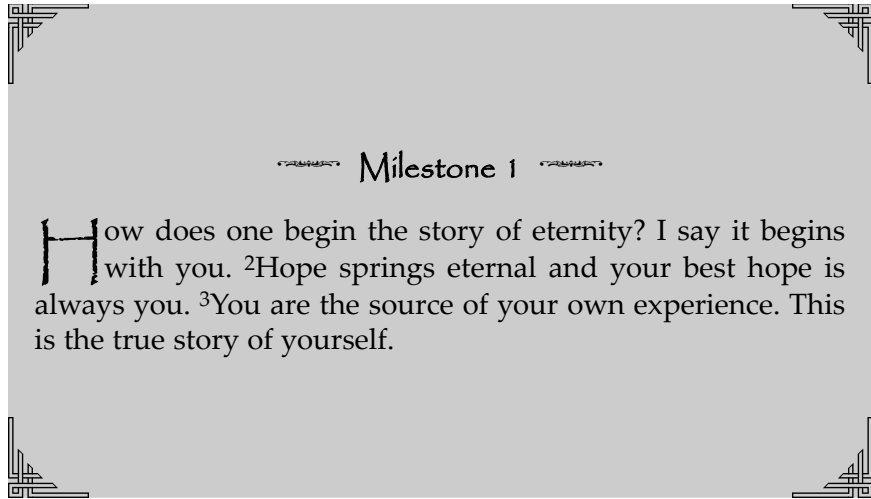 Milestone 1
How does one begin the story of eternity? I say it begins
with you. ²Hope springs eternal and your best hope is
always you. ³You are the source of your own experience. This
is the true story of yourself.